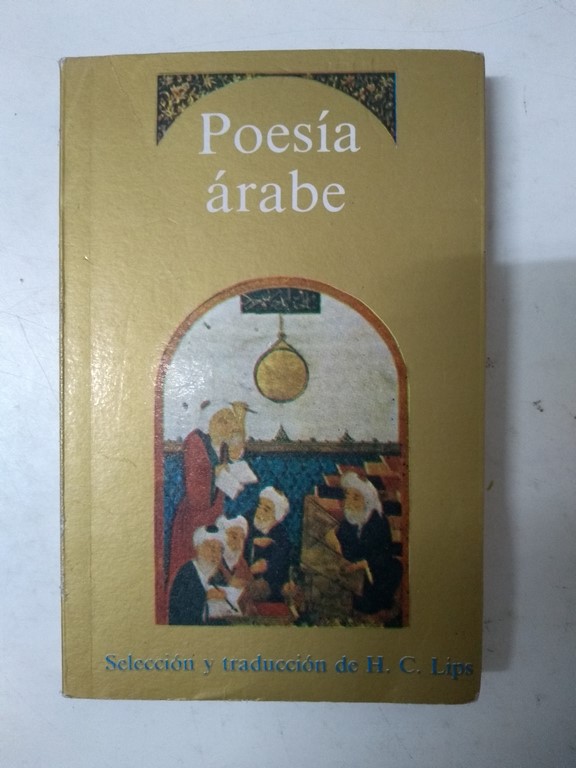 Poesía
árabe
Selección y traducción de H. C. Lips